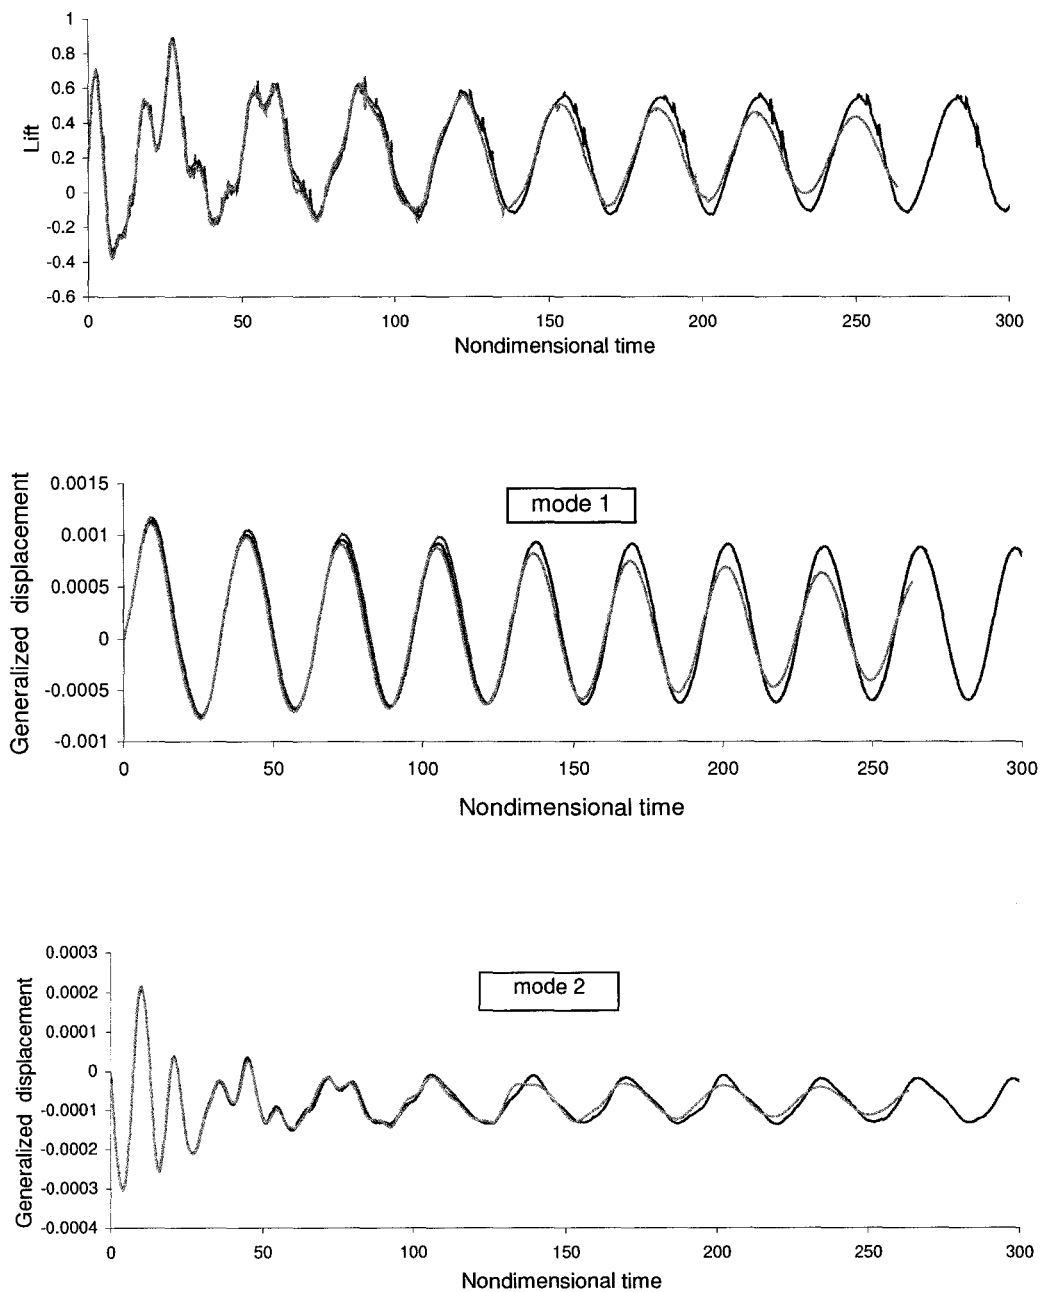 1
0.8
0.6
0.4
0.2
0
-0.2
-0.4
-0.6
Lift
0 50 100 150 200 250 300
Nondimensional time
0.0015
0.001
0.0005
0
-0.0005
-0.001
Generalized displacement
mode 1
0 50 100 150 200 250 300
Nondimensional time
0.0003
0.0002
0.0001
0
-0.0001
-0.0002
-0.0003
-0.0004
Generalized displacement
mode 2
0 50 100 150 200 250 300
Nondimensional time